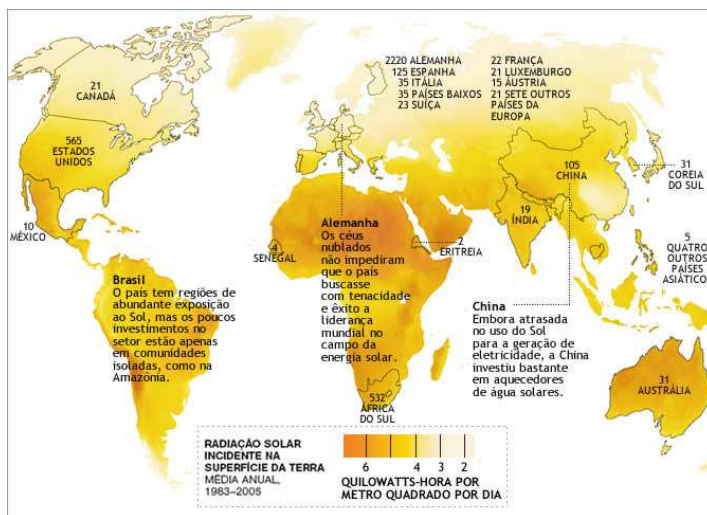 2220 ALEMANHA
125 ESPANHA
35 ITÁLIA
35 PAÍSES BAIXOS
23 SUÍÇA
22 FRANÇA
21 LUXEMBURGO
15 ÁUSTRIA
21 SETE OUTROS
PAÍSES DA
EUROPA
21
CANADÁ
565
ESTADOS
UNIDOS
10
MÉXICO
105
CHINA
31
COREIA
DO SUL
19
ÍNDIA
5
QUATRO
OUTROS
PAÍSES
ASIÁTICOS
4
SENEGAL
2
ERITREIA
Alemanha
Os céus
nublados
não impediram
que o país
buscasse
com tenacidade
e êxito a
liderança
mundial no
campo da
energia solar.
Brasil
O país tem regiões de
abundante exposição
ao Sol, mas os poucos
investimentos no
setor estão apenas
em comunidades
isoladas, como na
Amazônia.
China
Embora atrasada
no uso do Sol
para a geração de
eletricidade, a China
investiu bastante
em aquecedores
de água solares.
532
ÁFRICA
DO SUL
31
AUSTRÁLIA
RADIAÇÃO SOLAR
INCIDENTE NA
SUPERFÍCIE DA TERRA
MÉDIA ANUAL,
1983–2005
6 4 3 2
QUILOWATTS-HORA POR
METRO QUADRADO POR DIA